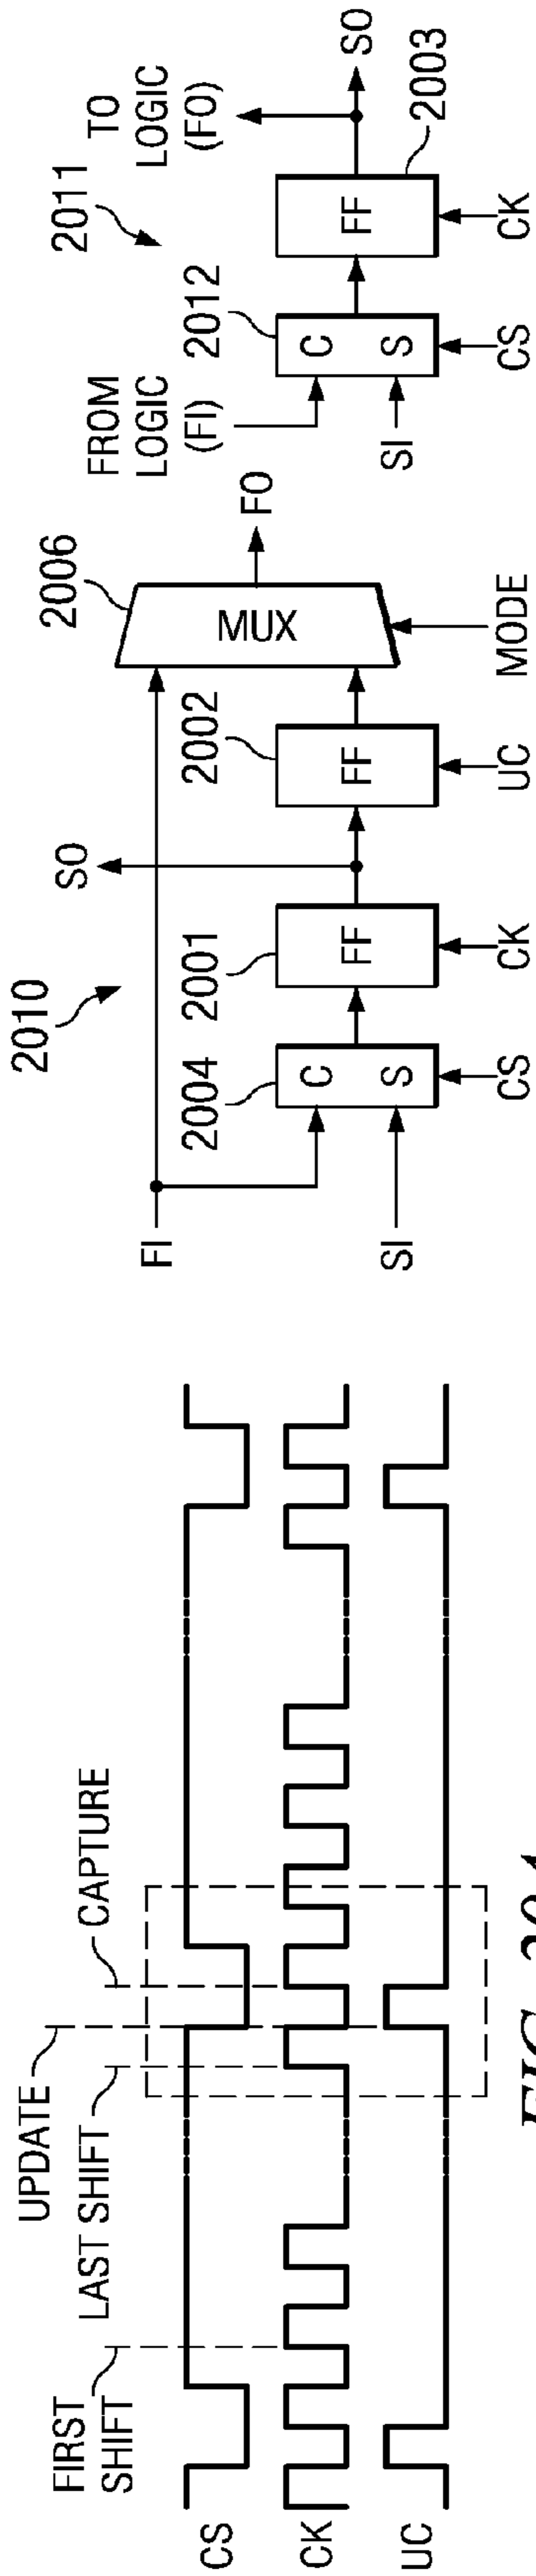 FIRST
SHIFT
LAST SHIFT
UPDATE
CAPTURE
CS
CK
UC
2010
SO
FI
SI
2004
C
S
CS
2001
FF
CK
2002
FF
UC
2006
MUX
MODE
FO
2011
FROM
LOGIC
(FI)
SI
2012
C
S
CS
FF
CK
2003
TO
LOGIC
(FO)
SO